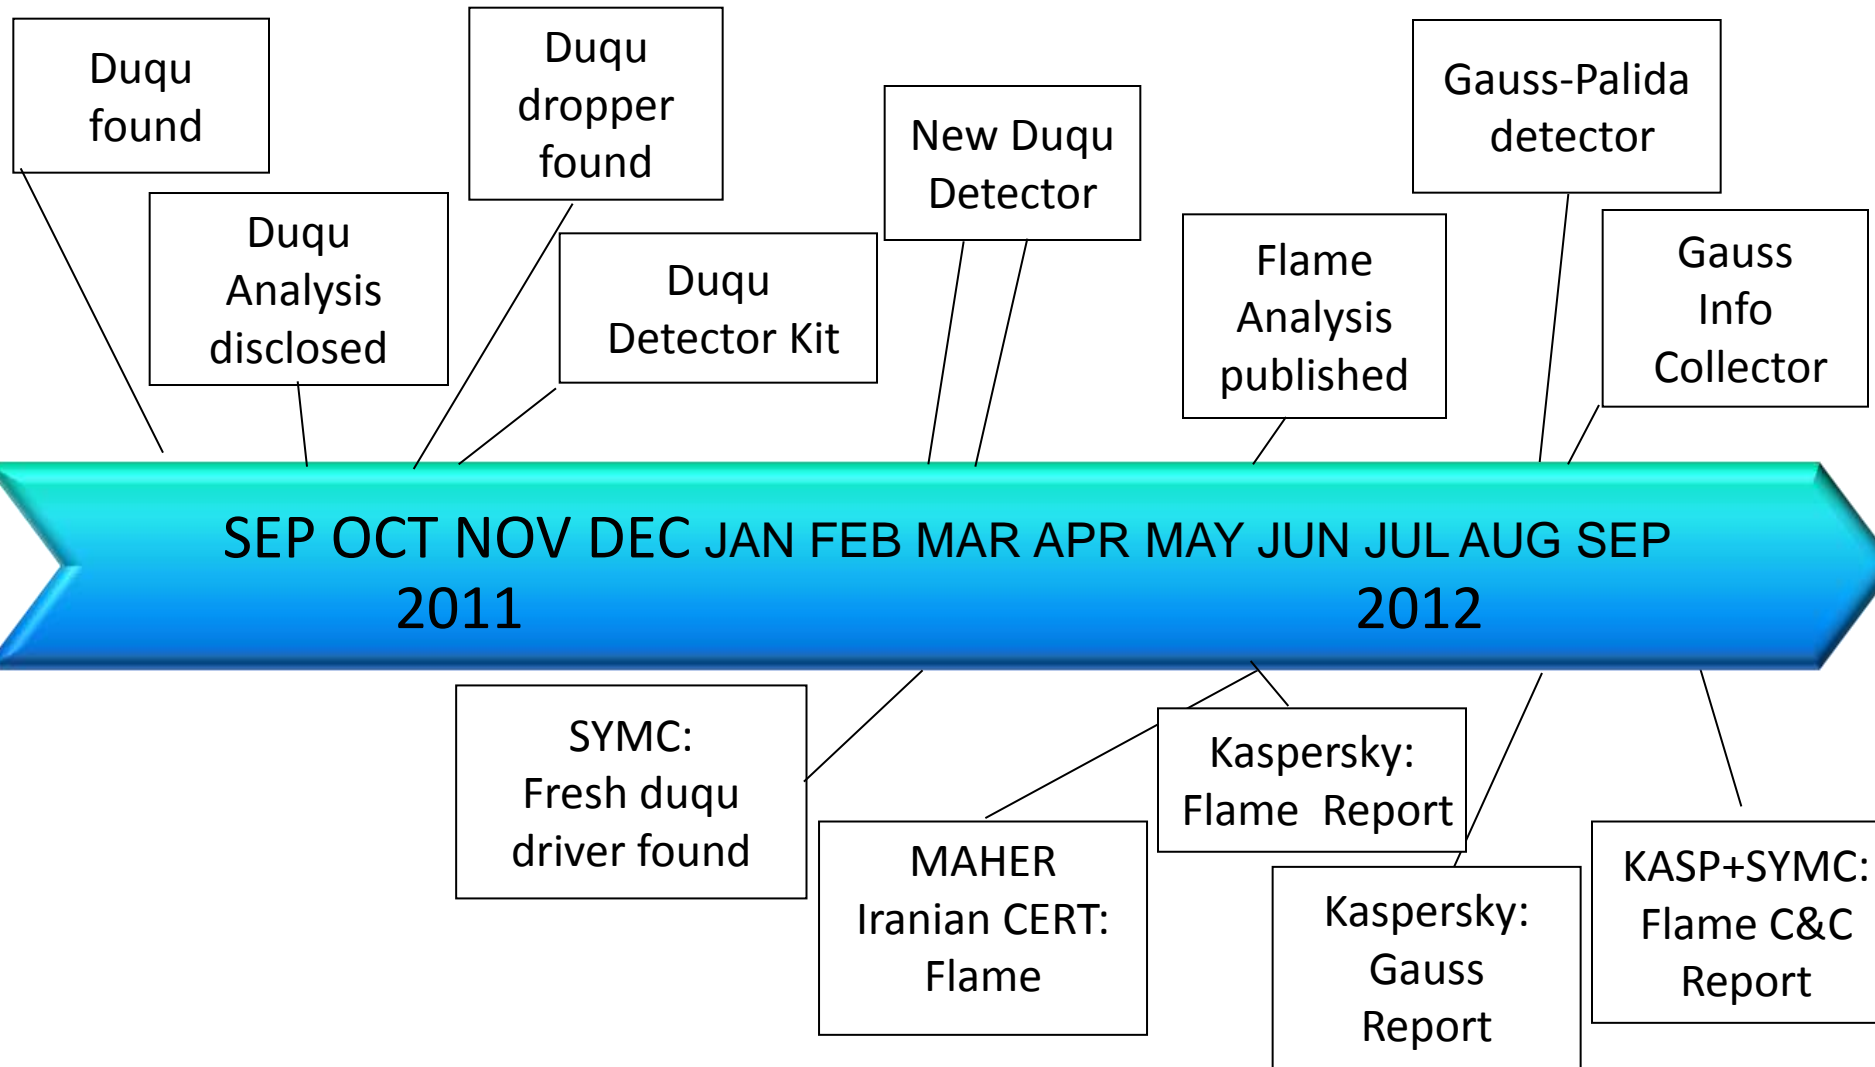 Duqu
found
Duqu
Analysis
disclosed
Duqu
dropper
found
Duqu
Detector Kit
New Duqu
Detector
Flame
Analysis
published
Gauss-Palida
detector
Gauss
Info
Collector
SEP OCT NOV DEC JAN FEB MAR APR MAY JUN JUL AUG SEP
2011 2012
SYMC:
Fresh duqu
driver found
MAHER
Iranian CERT:
Flame
Kaspersky:
Flame Report
Kaspersky:
Gauss
Report
KASP+SYMC:
Flame C&C
Report